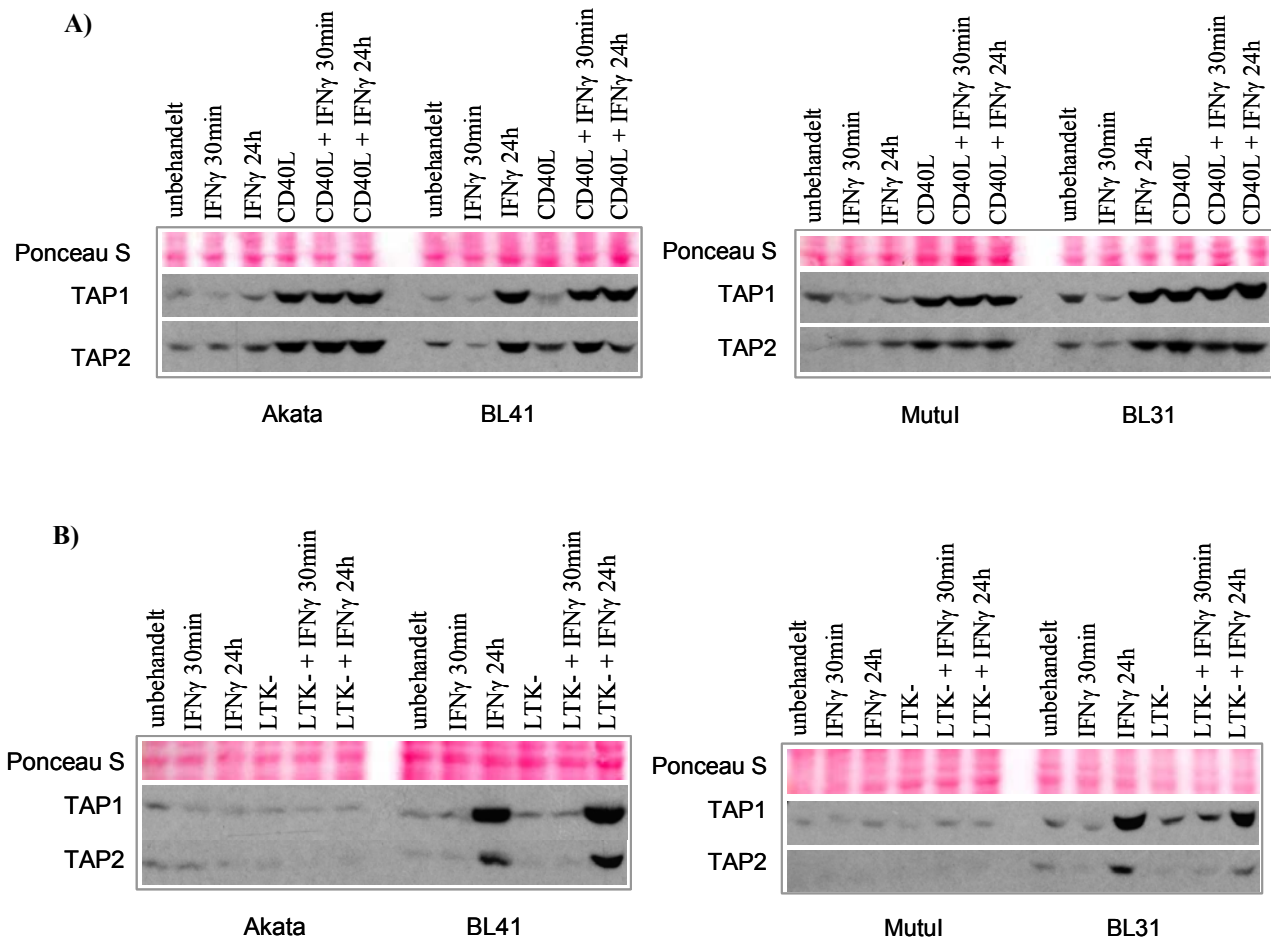 A)
unbehandelt
IFNγ 30min
IFNγ 24h
CD40L
CD40L + IFNγ 30min
CD40L + IFNγ 24h
unbehandelt
IFNγ 30min
IFNγ 24h
CD40L
CD40L + IFNγ 30min
CD40L + IFNγ 24h
Ponceau S
TAP1
TAP2
Akata
BL41
unbehandelt
IFNγ 30min
IFNγ 24h
CD40L
CD40L + IFNγ 30min
CD40L + IFNγ 24h
unbehandelt
IFNγ 30min
IFNγ 24h
CD40L
CD40L + IFNγ 30min
CD40L + IFNγ 24h
Ponceau S
TAP1
TAP2
MutuI
BL31
B)
unbehandelt
IFNγ 30min
IFNγ 24h
LTK-
LTK- + IFNγ 30min
LTK- + IFNγ 24h
unbehandelt
IFNγ 30min
IFNγ 24h
LTK-
LTK- + IFNγ 30min
LTK- + IFNγ 24h
Ponceau S
TAP1
TAP2
Akata
BL41
unbehandelt
IFNγ 30min
IFNγ 24h
LTK-
LTK- + IFNγ 30min
LTK- + IFNγ 24h
unbehandelt
IFNγ 30min
IFNγ 24h
LTK-
LTK- + IFNγ 30min
LTK- + IFNγ 24h
Ponceau S
TAP1
TAP2
MutuI
BL31